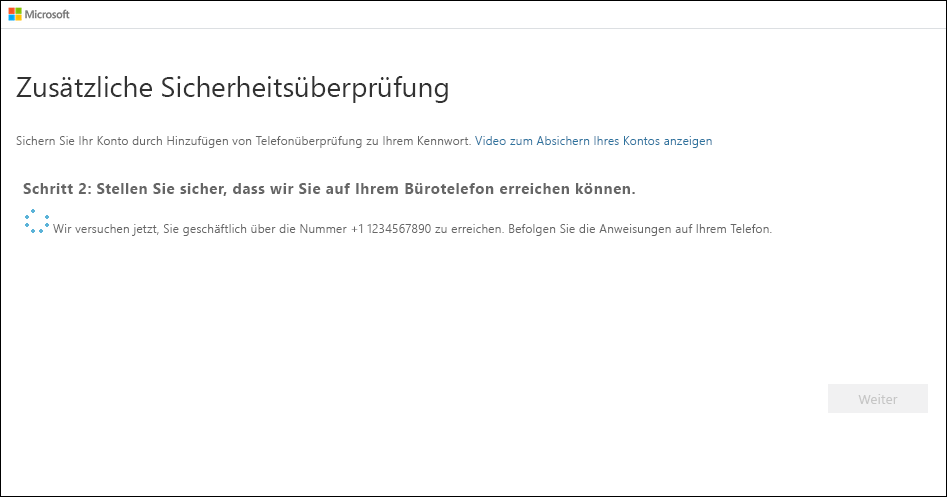 Microsoft
Zusätzliche Sicherheitsüberprüfung
Sichern Sie Ihr Konto durch Hinzufügen von Telefonüberprüfung zu Ihrem Kennwort. Video zum Absichern Ihres Kontos anzeigen
Schritt 2: Stellen Sie sicher, dass wir Sie auf Ihrem Bürotelefon erreichen können.
Wir versuchen jetzt, Sie geschäftlich über die Nummer +1 1234567890 zu erreichen. Befolgen Sie die Anweisungen auf Ihrem Telefon.
Weiter